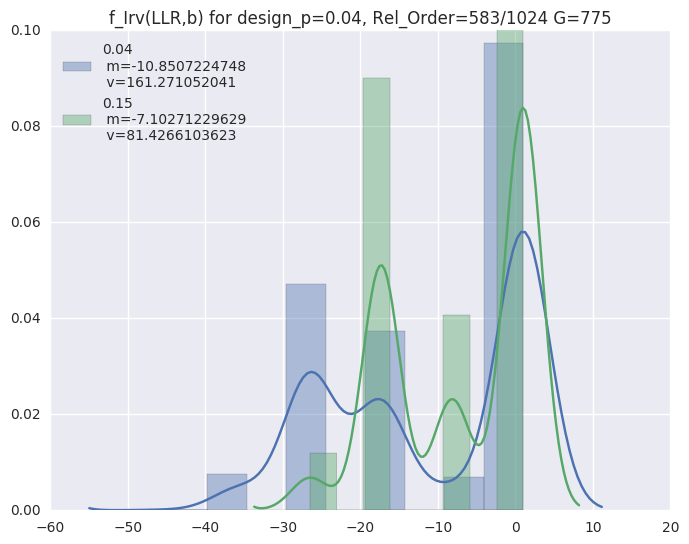 f_Irv(LLR,b) for design_p=0.04, Rel_Order=583/1024 G=775
0.04
m=-10.8507224748
v=161.271052041
0.15
m=-7.10271229629
v=81.4266103623
0.10
0.08
0.06
0.04
0.02
0.00
−60 −50 −40 −30 −20 −10 0 10 20